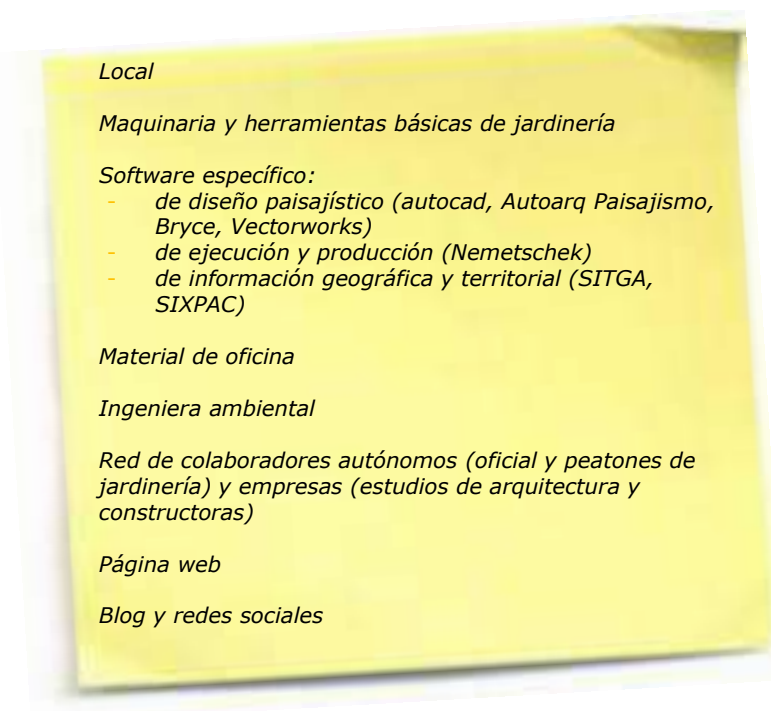 Local
Maquinaria y herramientas básicas de jardinería
Software específico:
- de diseño paisajístico (autocad, Autoarq Paisajismo,
Bryce, Vectorworks)
- de ejecución y producción (Nemetschek)
- de información geográfica y territorial (SITGA,
SIXPAC)
Material de oficina
Ingeniera ambiental
Red de colaboradores autónomos (oficial y peatones de
jardinería) y empresas (estudios de arquitectura y
constructoras)
Página web
Blog y redes sociales